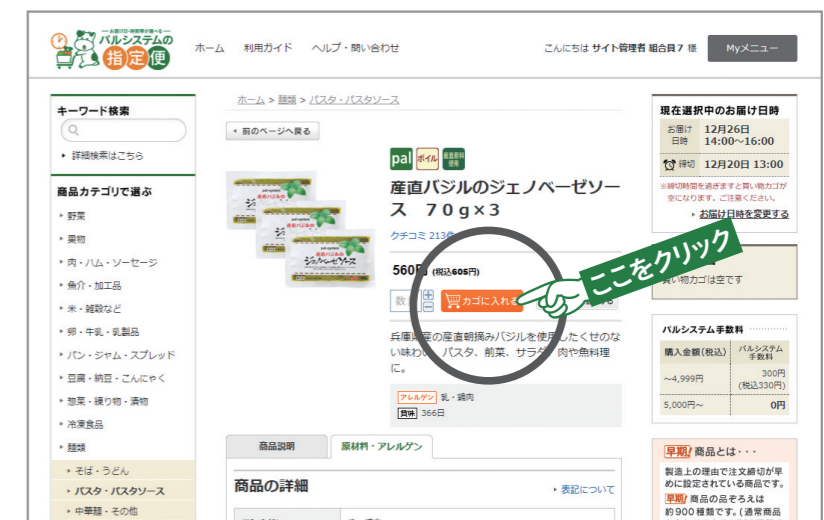 お届け日・時間帯が選べる
パルシステムの
指定便
ホーム 利用ガイド ヘルプ・問い合わせ
こんにちは サイト管理者 組合員7 様
Myメニュー
キーワード検索
詳細検索はこちら
商品カテゴリで選ぶ
野菜
果物
肉・ハム・ソーセージ
魚介・加工品
米・雑穀など
卵・牛乳・乳製品
パン・ジャム・スプレッド
豆腐・納豆・こんにゃく
惣菜・練り物・漬物
冷凍食品
麺類
そば・うどん
パスタ・パスタソース
中華麺・その他
ホーム > 麺類 > パスタ・パスタソース
前のページへ戻る
pal ボイル 産直原料使用
産直バジルのジェノベーゼソー
ス 70g×3
クチコミ 213件
560円 (税込605円)
カゴに入れる
ここをクリック
兵庫県産の産直朝摘みバジルを使用したくせのな
い味わい。パスタ、前菜、サラダ、肉や魚料理
に。
アレルゲン 乳・鶏肉
賞味 366日
商品説明 原材料・アレルゲン
商品の詳細
表記について
現在選択中のお届け日時
お届け日時 12月26日
14:00～16:00
締切 12月20日 13:00
※締切時間を過ぎますと買い物カゴが
空になります。ご注意ください。
お届け日時を変更する
買い物カゴは空です
パルシステム手数料
購入金額(税込) パルシステム手数料
～4,999円 300円
(税込330円)
5,000円～ 0円
早期! 商品とは・・・
製造上の理由で注文締切が早
めに設定されている商品です。
早期! 商品の品ぞろえは
約900種類です。(通常商品